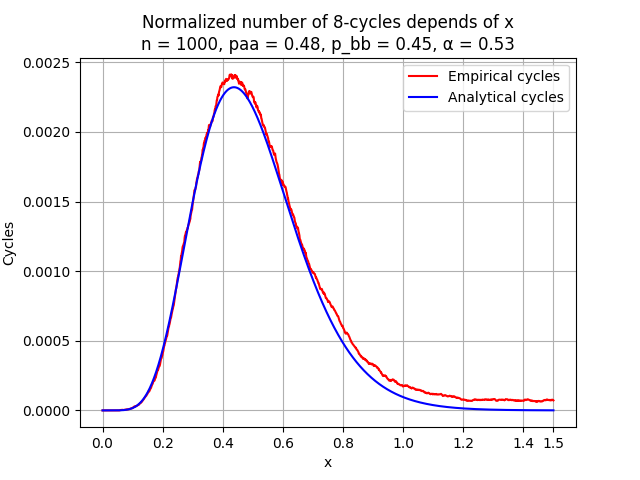 Normalized number of 8-cycles depends of x
n = 1000, paa = 0.48, p_bb = 0.45, α = 0.53
Empirical cycles
Analytical cycles
0.0025
0.0020
0.0015
0.0010
0.0005
0.0000
Cycles
0.0 0.2 0.4 0.6 0.8 1.0 1.2 1.4 1.5
x